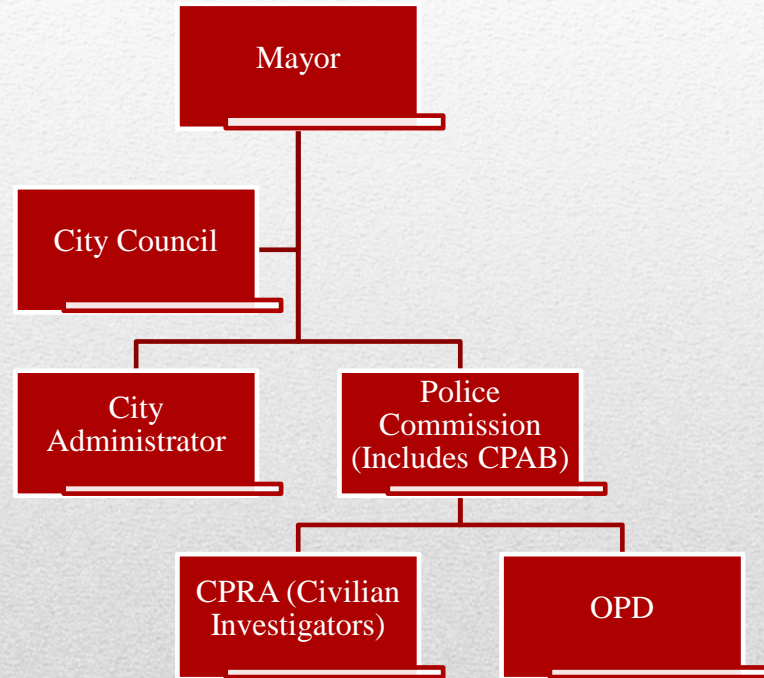 Mayor
City Council
City
Administrator
Police
Commission
(Includes CPAB)
CPRA (Civilian
Investigators)
OPD